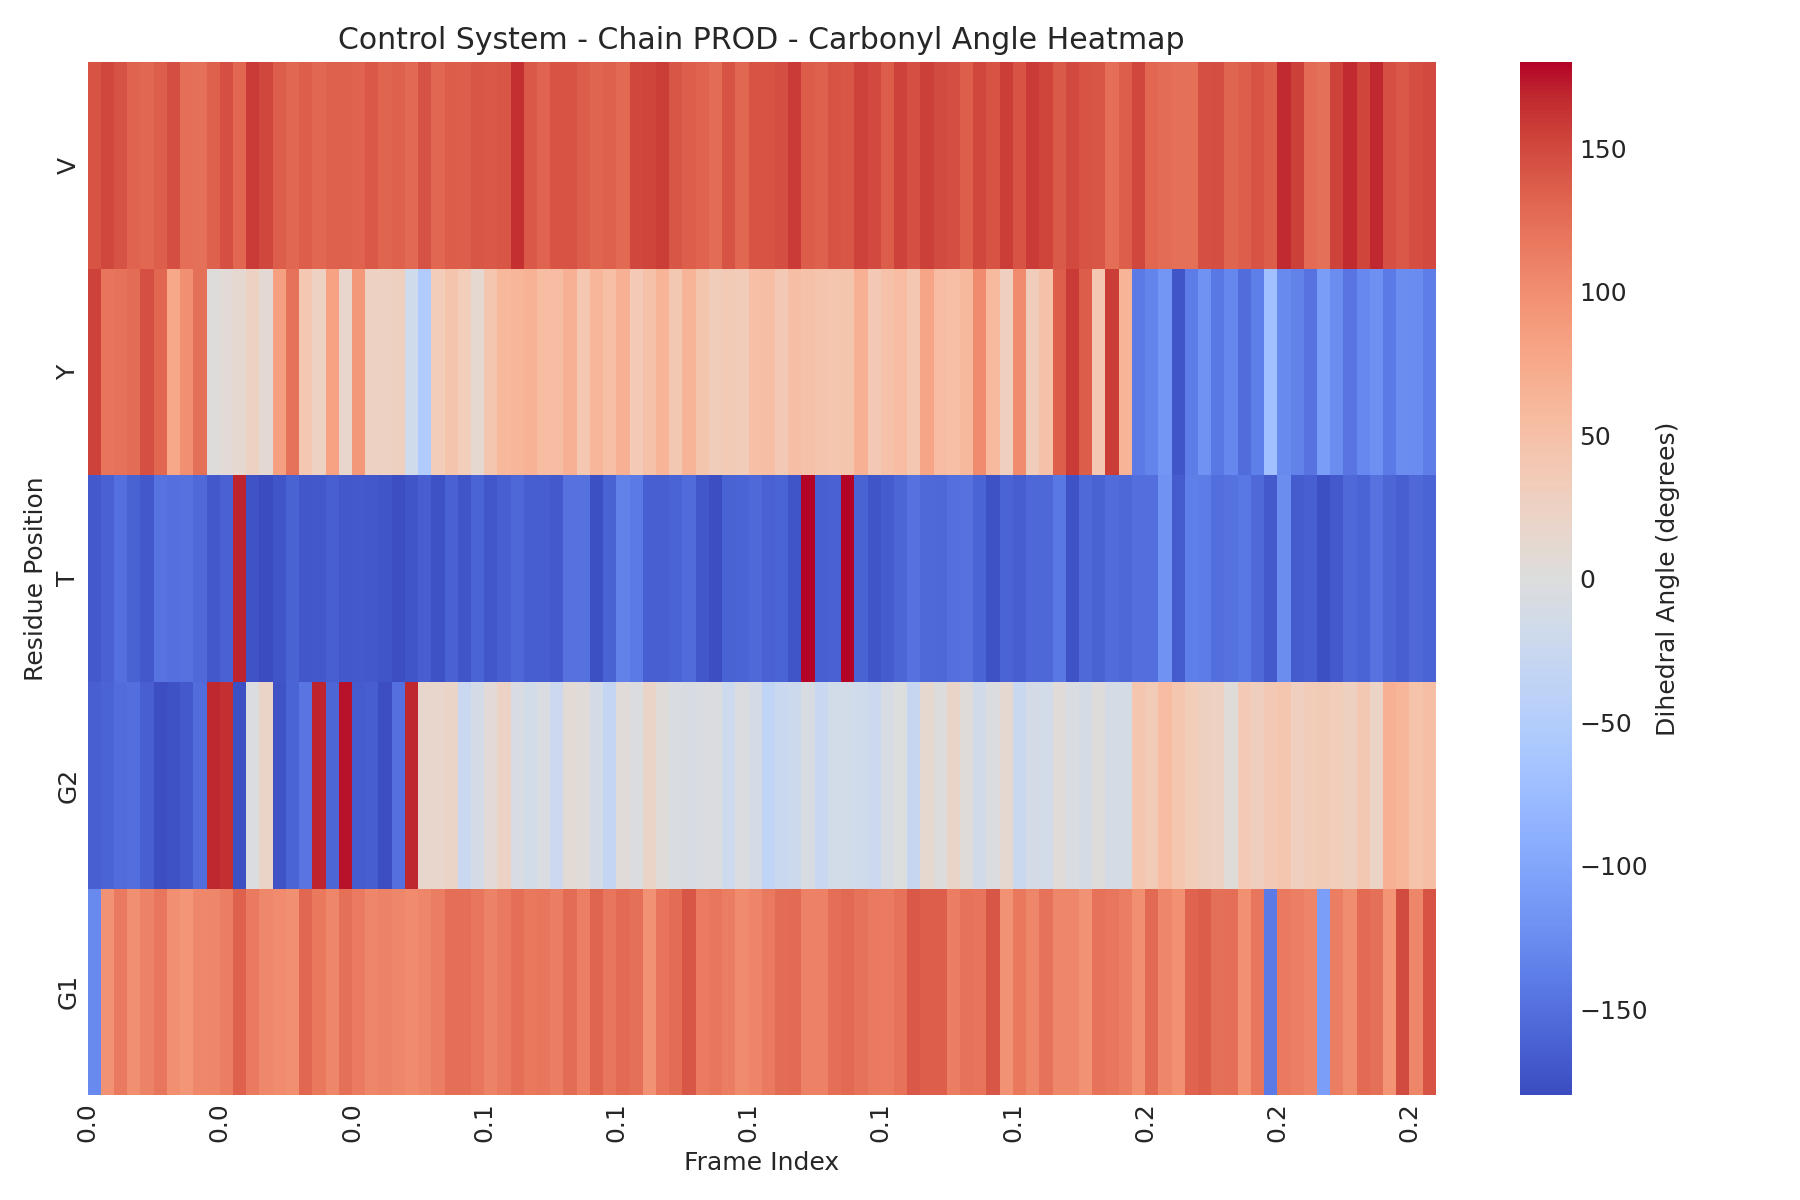 Control System - Chain PROD - Carbonyl Angle Heatmap
Residue Position
V
Y
T
G2
G1
0.0
0.0
0.0
0.1
0.1
0.1
0.1
0.1
0.2
0.2
0.2
Frame Index
150
100
50
0
−50
−100
−150
Dihedral Angle (degrees)